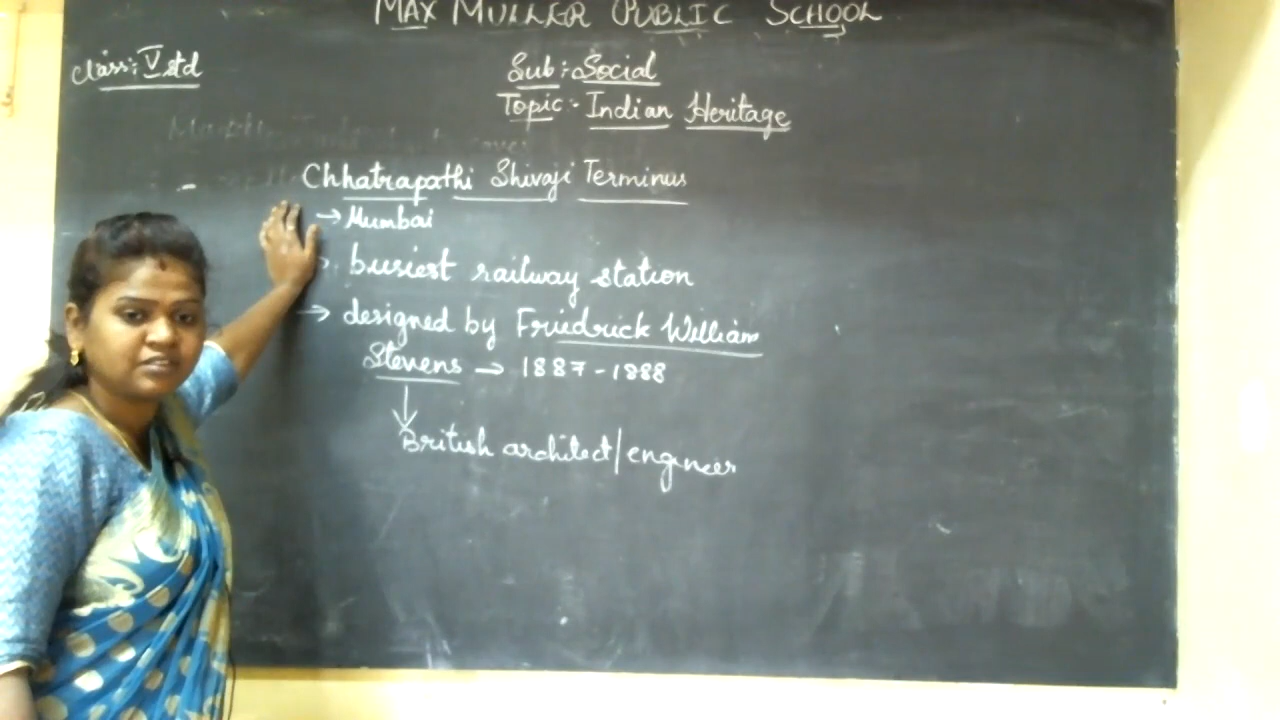 MAX MULLER PUBLIC SCHOOL
Class: V std
Sub :- Social
Topic :- Indian Heritage
Chhatrapathi Shivaji Terminus
→ Mumbai
busiest railway station
→ designed by Friedrick William
Stevens → 1887-1888
British architect/engineer